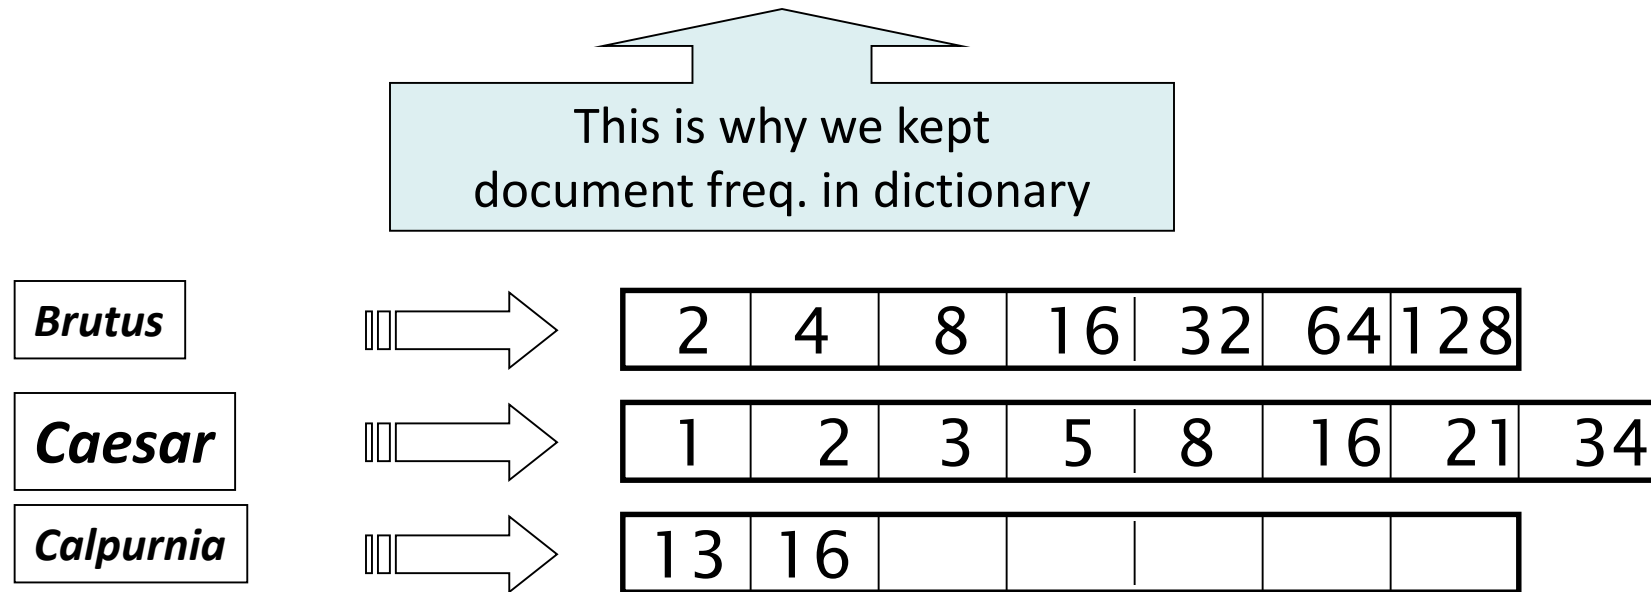 This is why we kept
document freq. in dictionary
Brutus 2 4 8 16 32 64 128
Caesar 1 2 3 5 8 16 21 34
Calpurnia 13 16